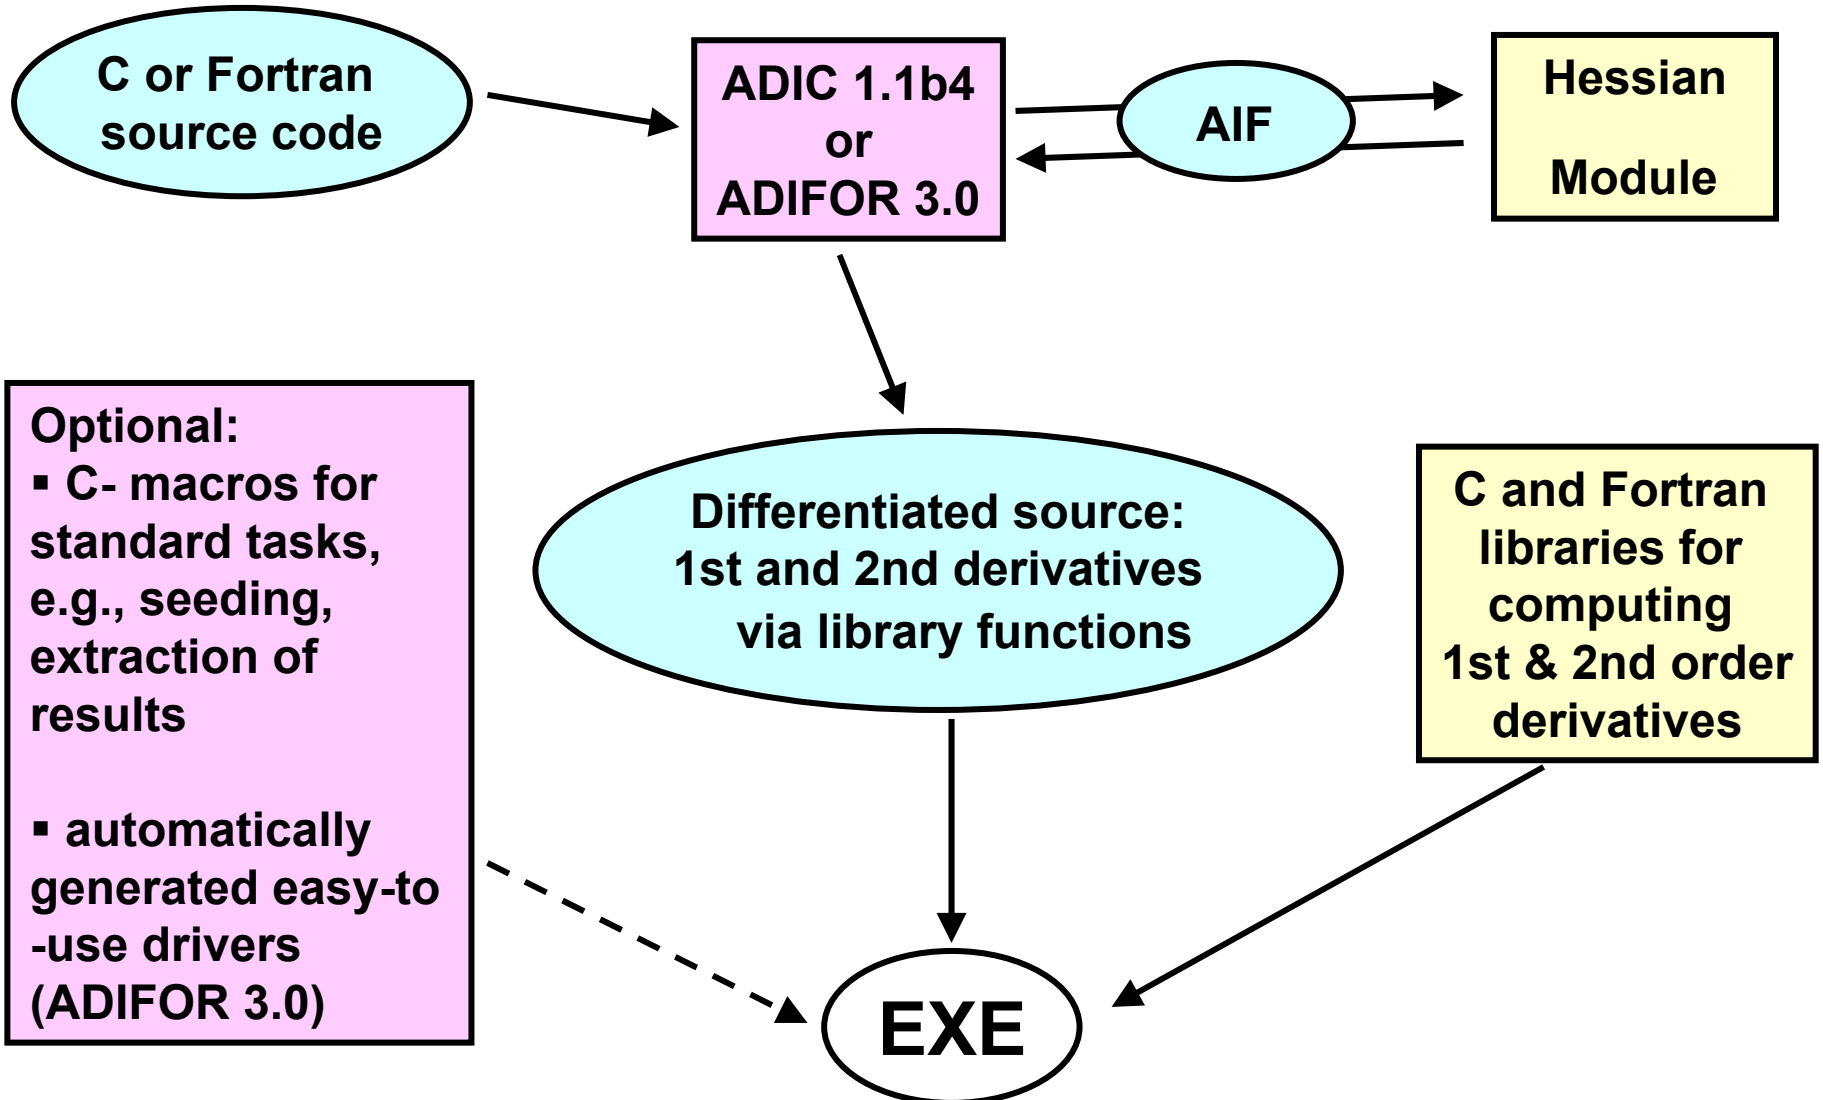 C or Fortran
source code
ADIC 1.1b4
or
ADIFOR 3.0
AIF
Hessian
Module
Optional:
▪ C- macros for
standard tasks,
e.g., seeding,
extraction of
results
▪ automatically
generated easy-to
-use drivers
(ADIFOR 3.0)
Differentiated source:
1st and 2nd derivatives
via library functions
C and Fortran
libraries for
computing
1st & 2nd order
derivatives
EXE